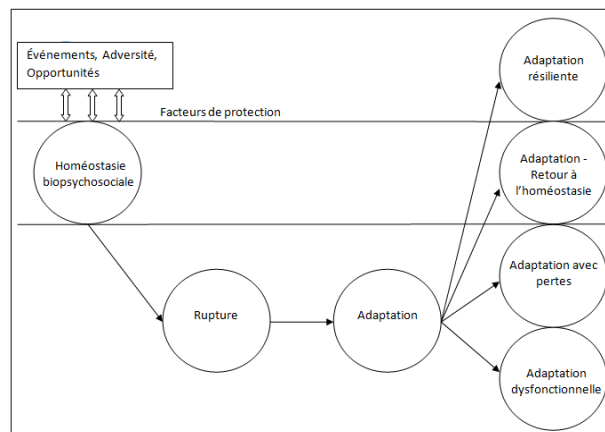 Événements, Adversité,
Opportunités
Facteurs de protection
Homéostasie
biopsychosociale
Rupture
Adaptation
Adaptation
résiliente
Adaptation -
Retour à
l'homéostasie
Adaptation avec
pertes
Adaptation
dysfonctionnelle